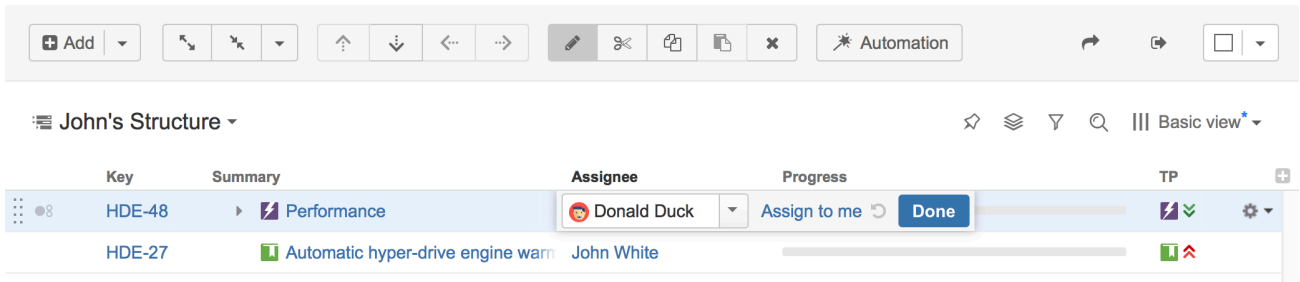 Add Automation
John's Structure Basic view*
Key Summary Assignee Progress TP
HDE-48 Performance Donald Duck Assign to me Done
HDE-27 Automatic hyper-drive engine warm John White